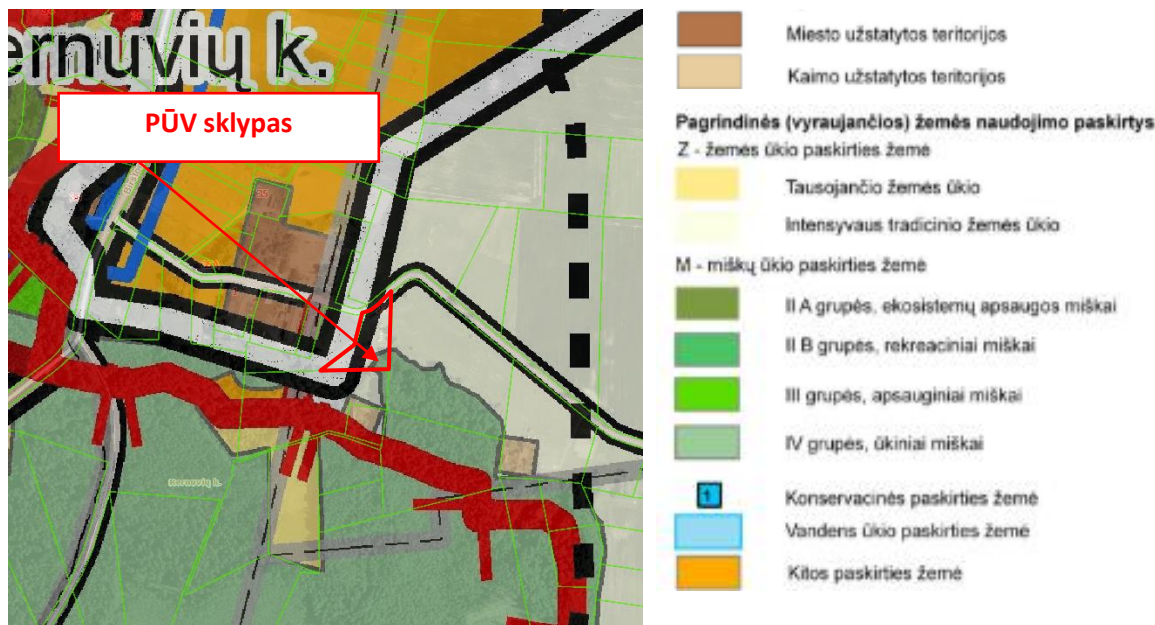 ernuvių k.
PŪV sklypas
Kernuvių k.
Miesto užstatytos teritorijos
Kaimo užstatytos teritorijos
Pagrindinės (vyraujančios) žemės naudojimo paskirtys
Z - žemės ūkio paskirties žemė
Tausojančio žemės ūkio
Intensyvaus tradicinio žemės ūkio
M - miškų ūkio paskirties žemė
II A grupės, ekosistemų apsaugos miškai
II B grupės, rekreaciniai miškai
III grupės, apsauginiai miškai
IV grupės, ūkiniai miškai
1
Konservacinės paskirties žemė
Vandens ūkio paskirties žemė
Kitos paskirties žemė